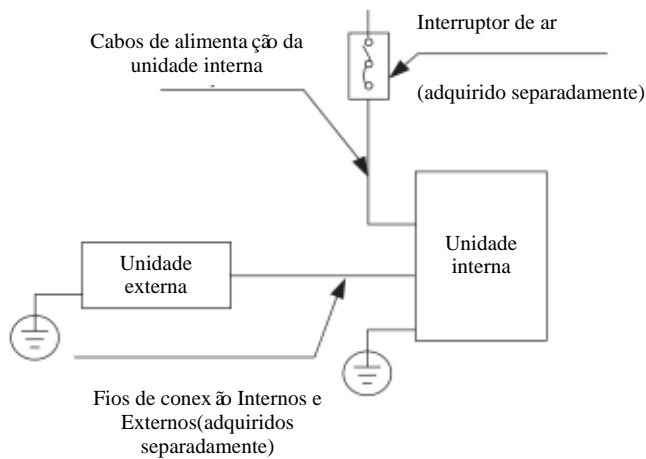 Interruptor de ar
Cabos de alimenta ção da
unidade interna
(adquirido separadamente)
Unidade
interna
Unidade
externa
Fios de conex ão Internos e
Externos(adquiridos
separadamente)